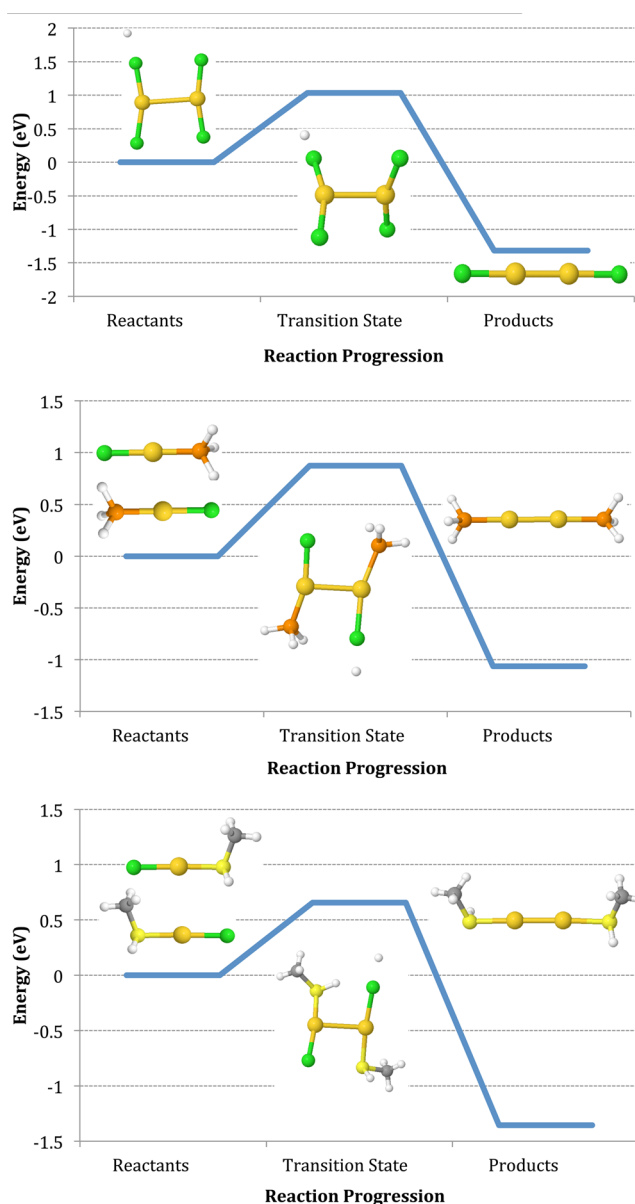 2
1.5
1
0.5
0
-0.5
-1
-1.5
-2
Energy (eV)
Reactants Transition State Products
Reaction Progression
1.5
1
0.5
0
-0.5
-1
-1.5
Energy (eV)
Reactants Transition State Products
Reaction Progression
1.5
1
0.5
0
-0.5
-1
-1.5
Energy (eV)
Reactants Transition State Products
Reaction Progression